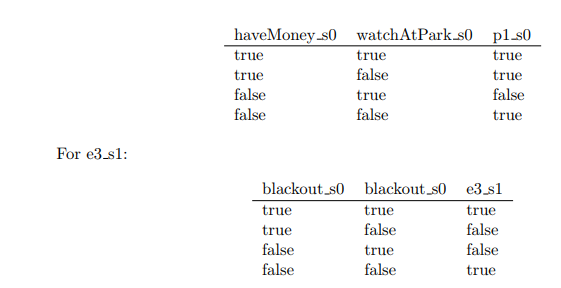 haveMoney_s0 watchAtPark_s0 p1_s0
true true true
true false true
false true false
false false true
For e3_s1:
blackout_s0 blackout_s0 e3_s1
true true true
true false false
false true false
false false true